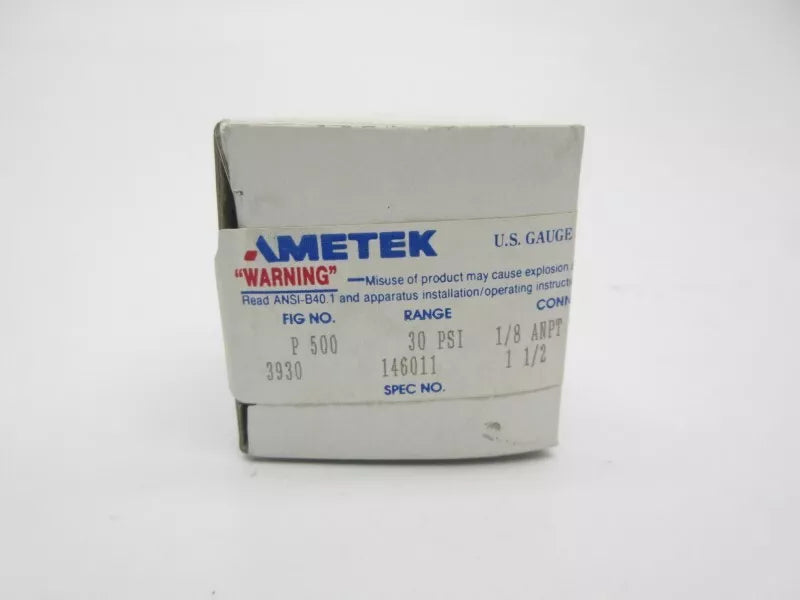 AMETEK U.S. GAUGE
"WARNING" —Misuse of product may cause explosion
Read ANSI-B40.1 and apparatus installation/operating
FIG NO. RANGE
P 500 30 PSI 1/8 ANPT
3930 146011 1 1/2
SPEC NO.